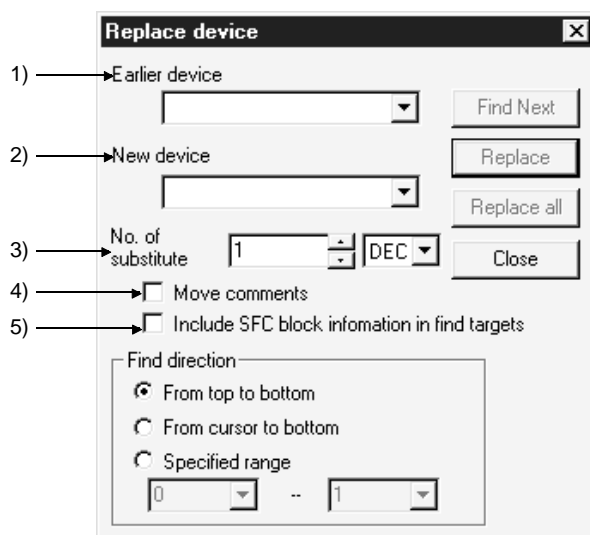 Replace device
1)
Earlier device
Find Next
2)
New device
Replace
Replace all
3)
No. of
substitute
1
DEC
Close
4)
Move comments
5)
Include SFC block infomation in find targets
Find direction
From top to bottom
From cursor to bottom
Specified range
0
--
1